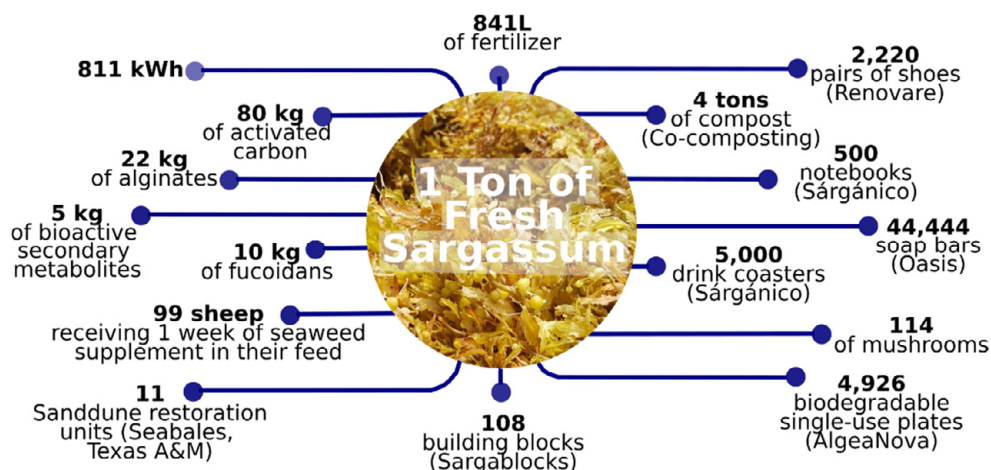 841L
of fertilizer
811 kWh
2,220
pairs of shoes
(Renovare)
80 kg
of activated
carbon
4 tons
of compost
(Co-composting)
22 kg
of alginates
500
notebooks
(Sárgánico)
1 Ton of
Fresh
Sargassum
5 kg
of bioactive
secondary
metabolites
44,444
soap bars
(Oasis)
10 kg
of fucoidans
5,000
drink coasters
(Sárgánico)
99 sheep
receiving 1 week of seaweed
supplement in their feed
114
of mushrooms
11
Sanddune restoration
units (Seabales,
Texas A&M)
108
building blocks
(Sargablocks)
4,926
biodegradable
single-use plates
(AlgeaNova)